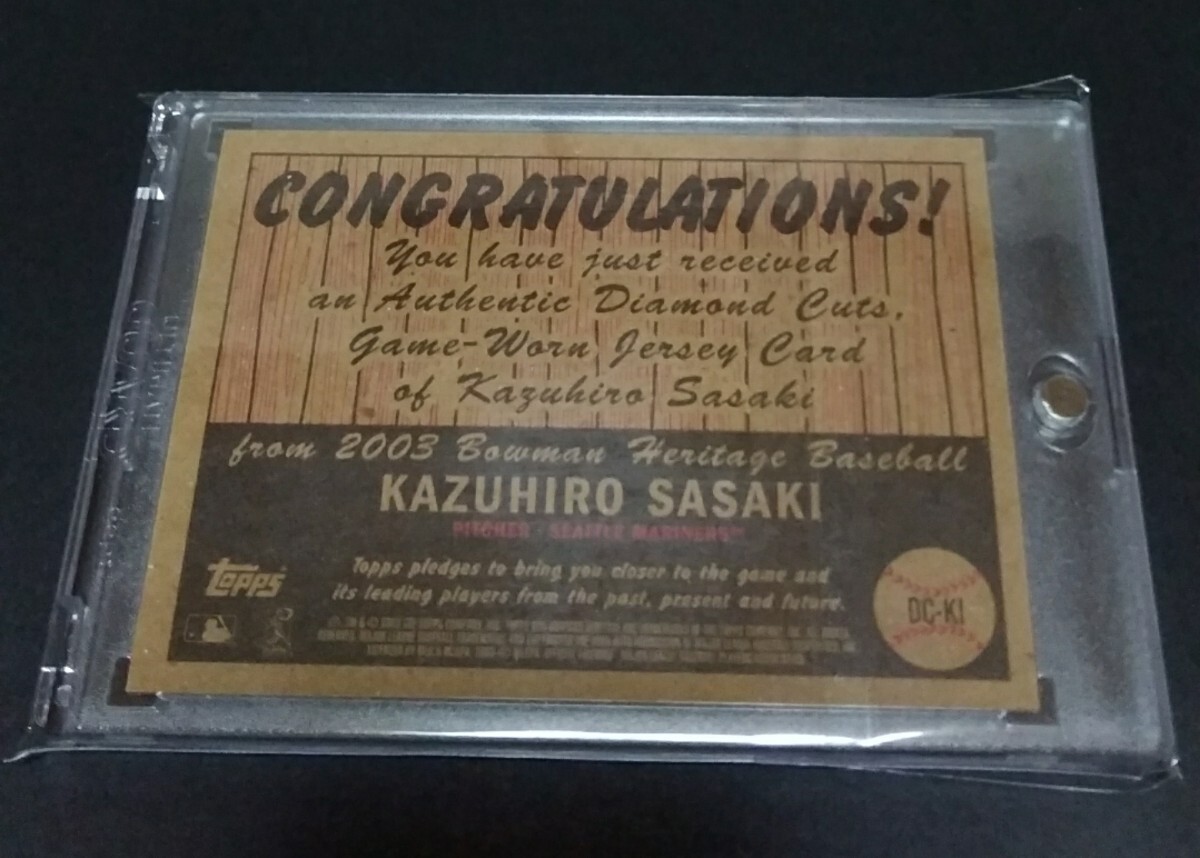 CONGRATULATIONS!
You have just received
an Authentic Diamond Cuts,
Game-Worn Jersey Card
of Kazuhiro Sasaki
from 2003 Bowman Heritage Baseball
KAZUHIRO SASAKI
PITCHER - SEATTLE MARINERS™
Topps pledges to bring you closer to the game and
its leading players from the past, present and future.
Topps
DC-KI